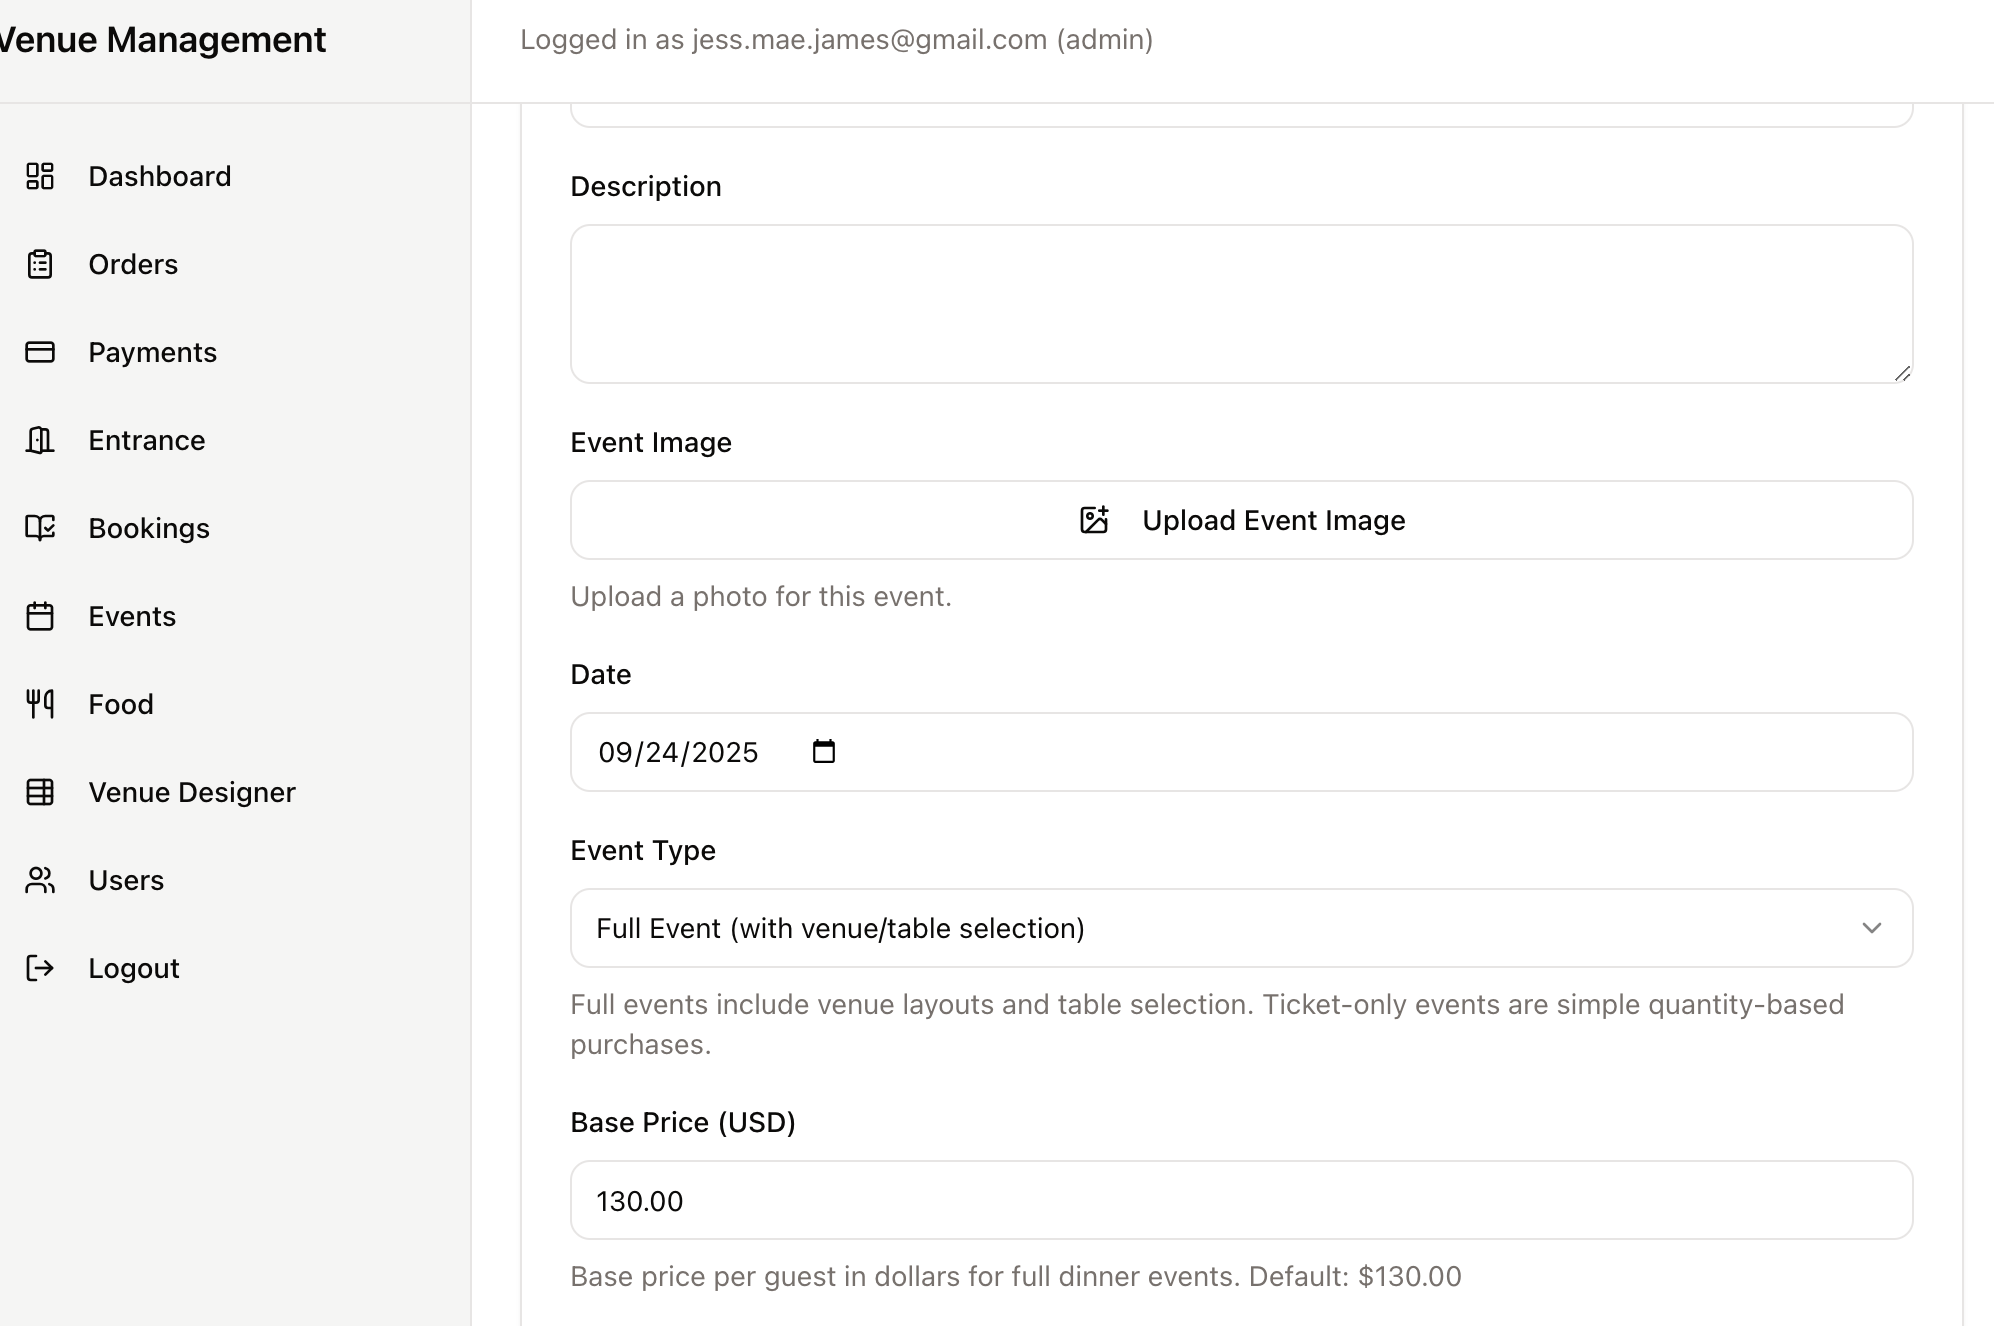 Venue Management
Logged in as jess.mae.james@gmail.com (admin)
Dashboard
Orders
Payments
Entrance
Bookings
Events
Food
Venue Designer
Users
Logout
Description
Event Image
Upload Event Image
Upload a photo for this event.
Date
09/24/2025
Event Type
Full Event (with venue/table selection)
Full events include venue layouts and table selection. Ticket-only events are simple quantity-based
purchases.
Base Price (USD)
130.00
Base price per guest in dollars for full dinner events. Default: $130.00